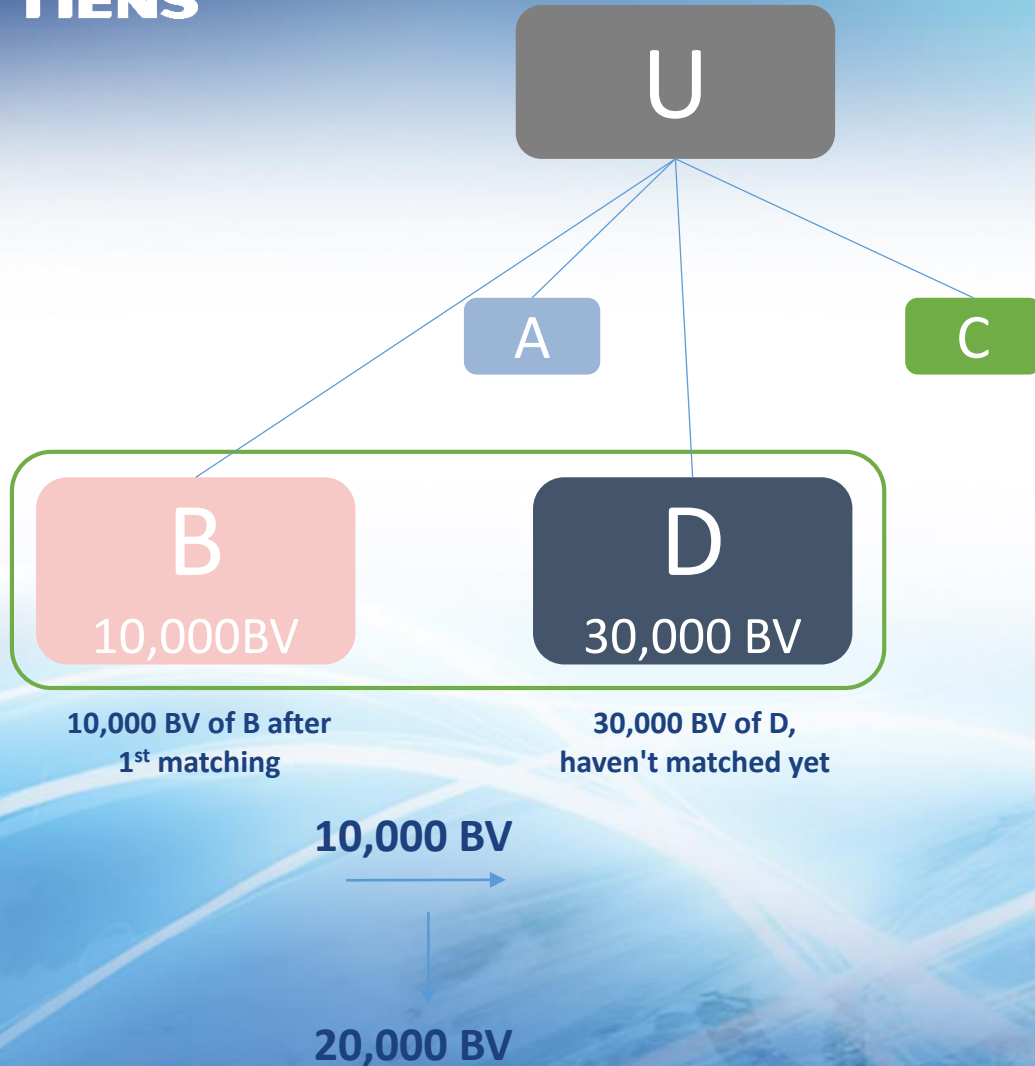 TIENS
U
A
C
B
D
10,000BV
30,000 BV
10,000 BV of B after
1st matching
30,000 BV of D,
haven't matched yet
10,000 BV
20,000 BV